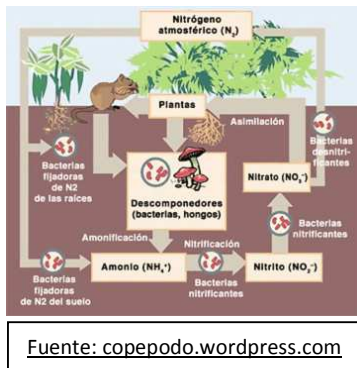 Nitrógeno
atmosférico (N₂)
Plantas
Asimilación
Bacterias
desnitri-
ficantes
Bacterias
fijadoras
de N2
de las raíces
Nitrato (NO₃⁻)
Descomponedores
(bacterias, hongos)
Bacterias
nitrificantes
Amonificación
Nitrificación
Amonio (NH₄⁺)
Nitrito (NO₂⁻)
Bacterias
fijadoras
de N2 del suelo
Bacterias
nitrificantes
Fuente: copepodo.wordpress.com